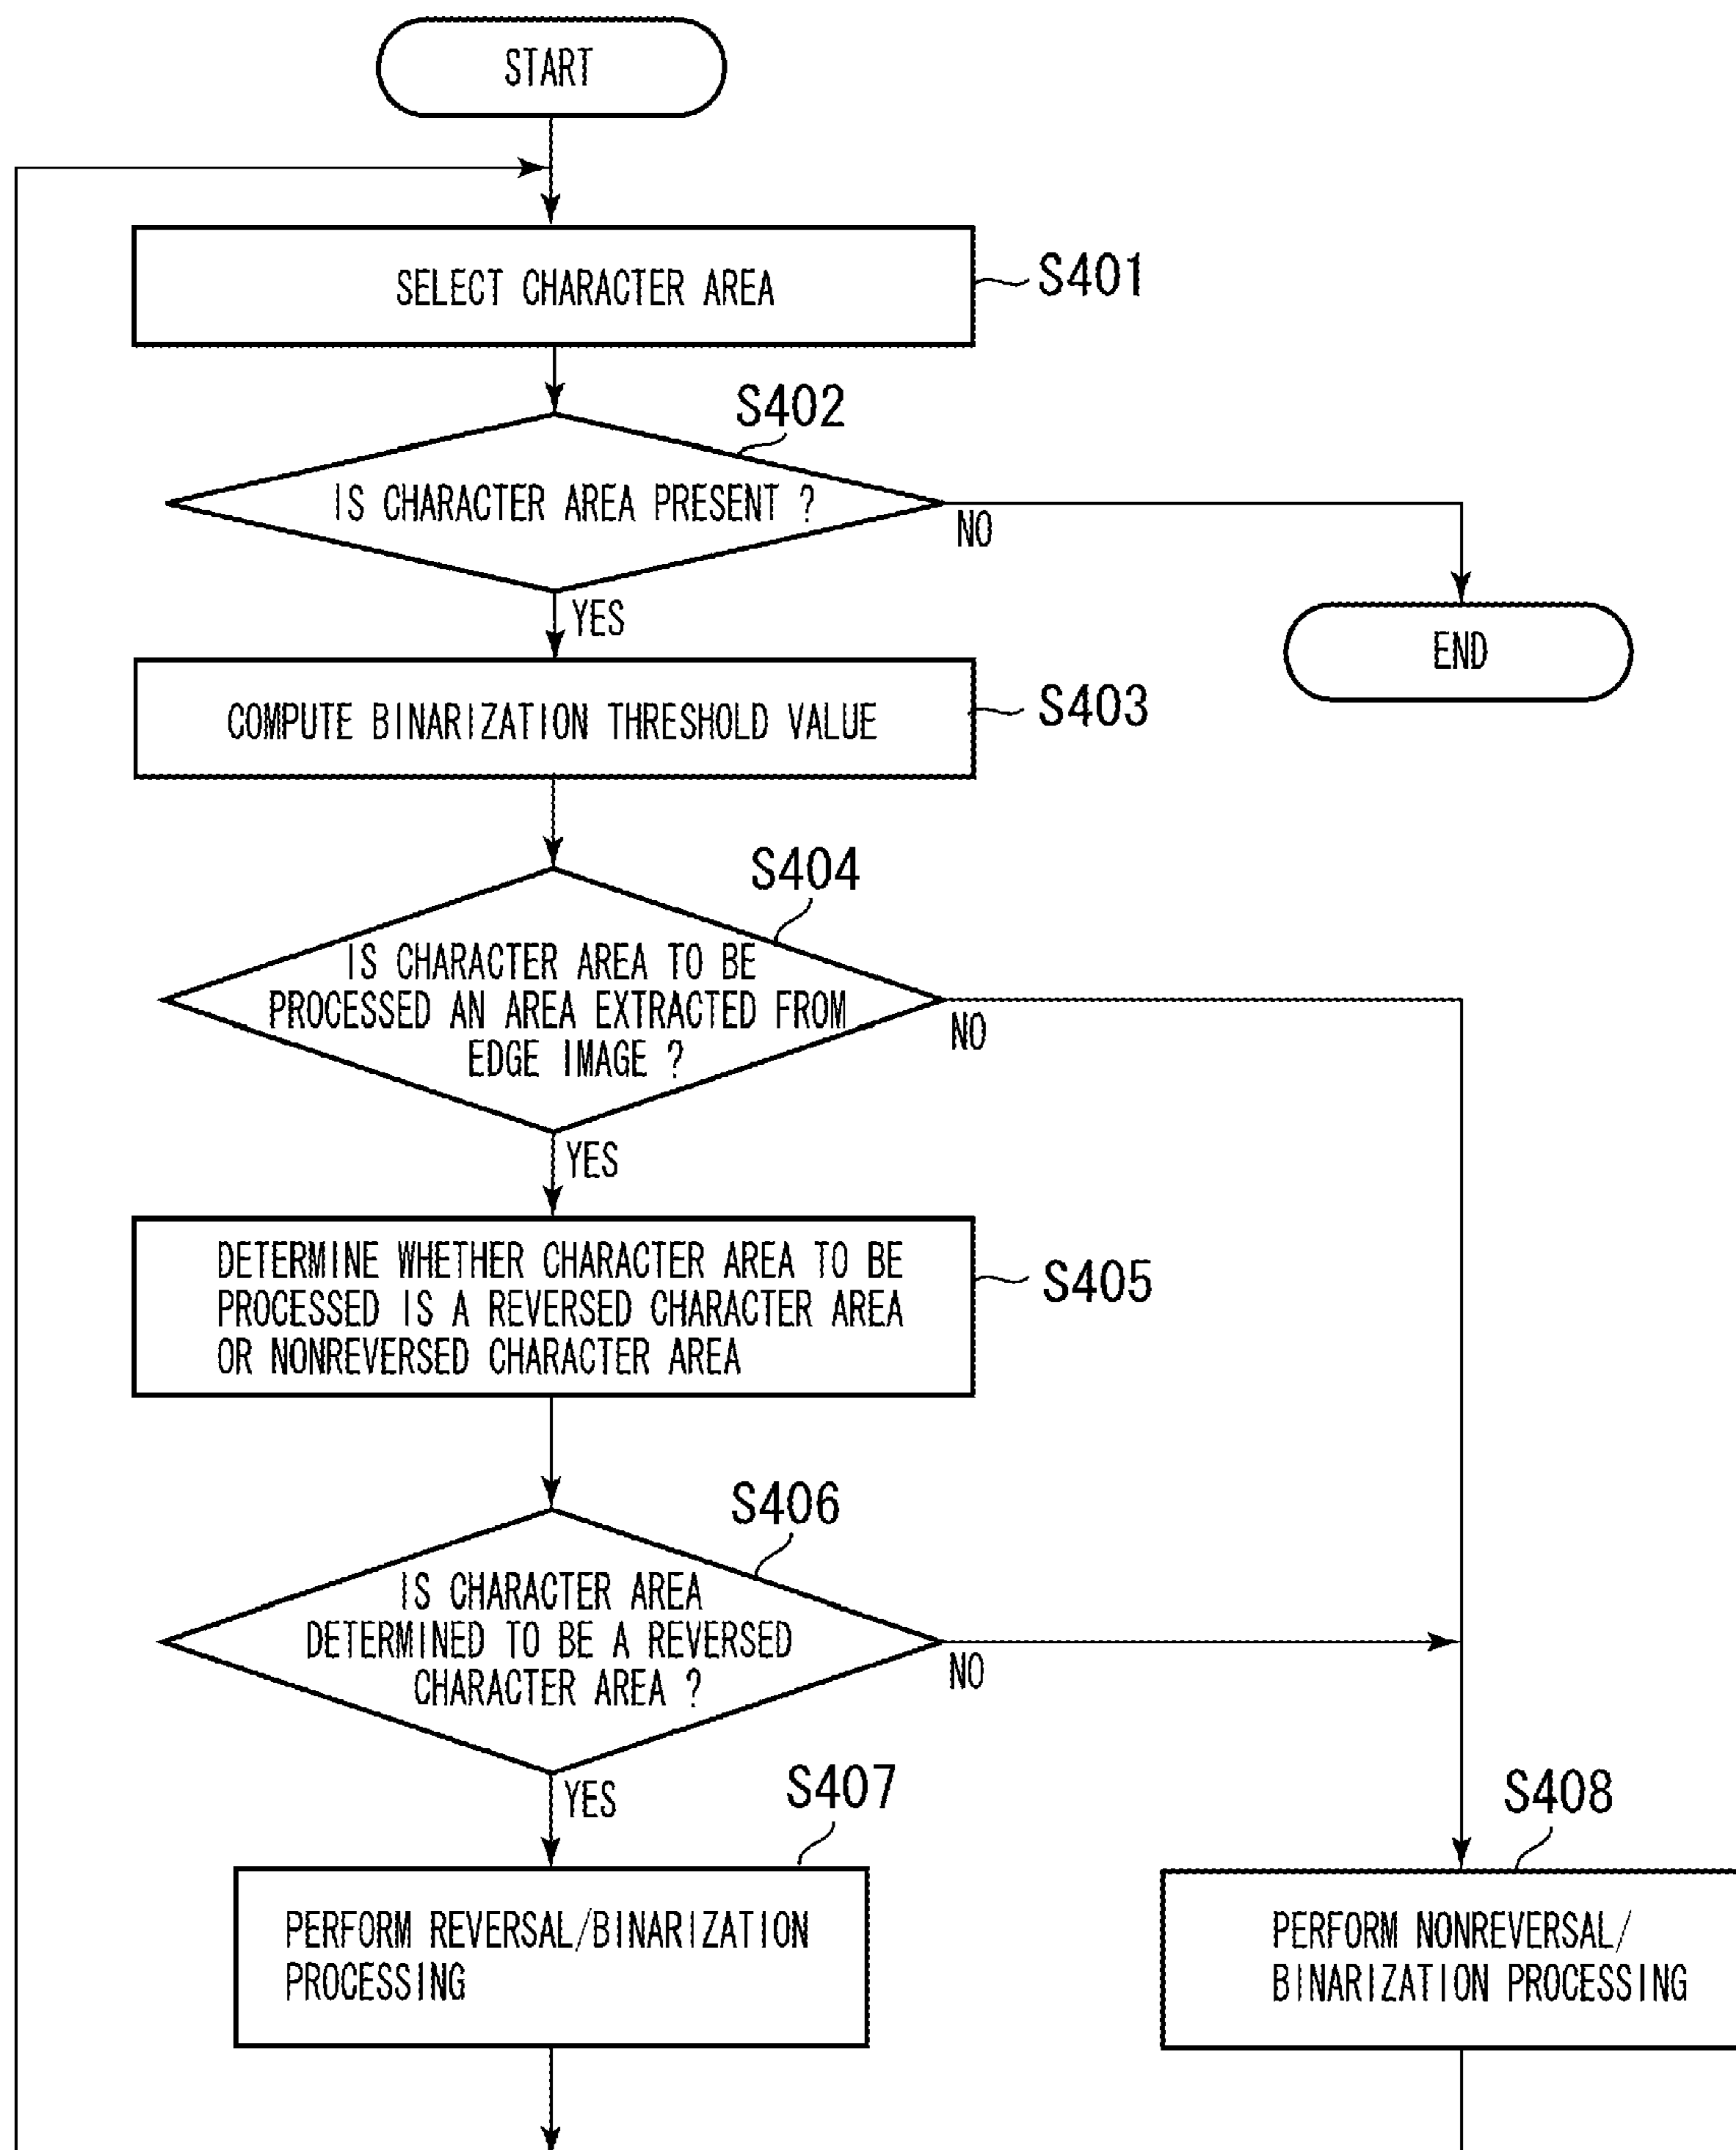 START
SELECT CHARACTER AREA
S401
S402
IS CHARACTER AREA PRESENT ?
NO
YES
END
COMPUTE BINARIZATION THRESHOLD VALUE
S403
S404
IS CHARACTER AREA TO BE
PROCESSED AN AREA EXTRACTED FROM
EDGE IMAGE ?
NO
YES
DETERMINE WHETHER CHARACTER AREA TO BE
PROCESSED IS A REVERSED CHARACTER AREA
OR NONREVERSED CHARACTER AREA
S405
S406
IS CHARACTER AREA
DETERMINED TO BE A REVERSED
CHARACTER AREA ?
NO
YES
S407
PERFORM REVERSAL/BINARIZATION
PROCESSING
S408
PERFORM NONREVERSAL/
BINARIZATION PROCESSING